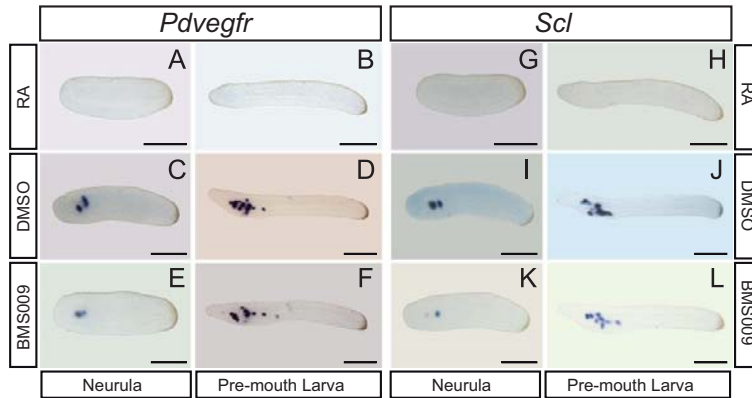 Pdvegfr Scl
RA A B G H RA
DMSO C D I J DMSO
BMS009 E F K L BMS009
Neurula Pre-mouth Larva Neurula Pre-mouth Larva